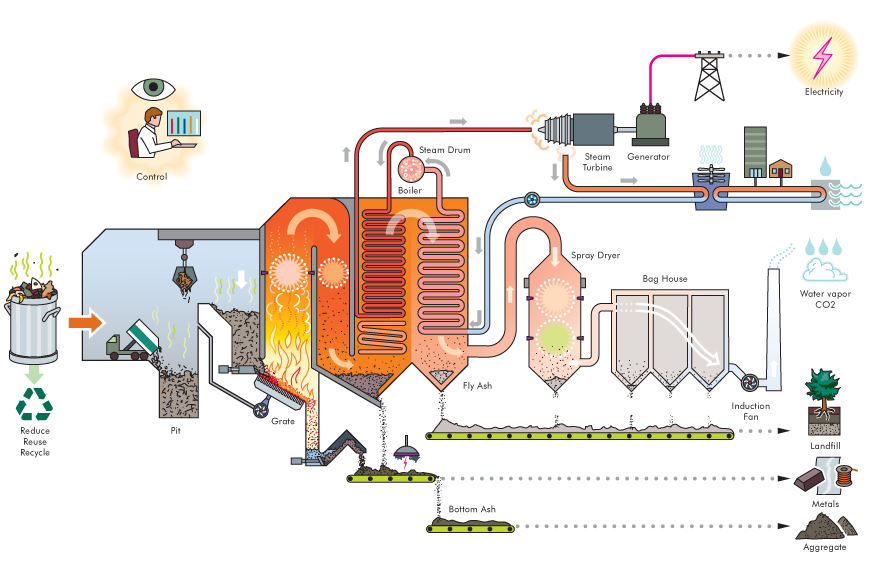 Electricity
Control
Steam Drum
Boiler
Steam
Turbine
Generator
Spray Dryer
Bag House
Water vapor
CO2
Fly Ash
Induction
Fan
Grate
Pit
Reduce
Reuse
Recycle
Landfill
Metals
Bottom Ash
Aggregate